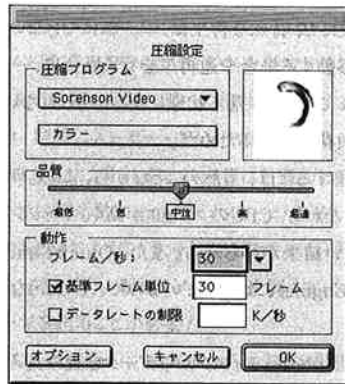 圧縮設定
圧縮プログラム
Sorenson Video
カラー
品質
最低 低 中位 高 最高
動作
フレーム／秒： 30
基準フレーム単位 30 フレーム
データレートの制限 K／秒
オプション... キャンセル OK